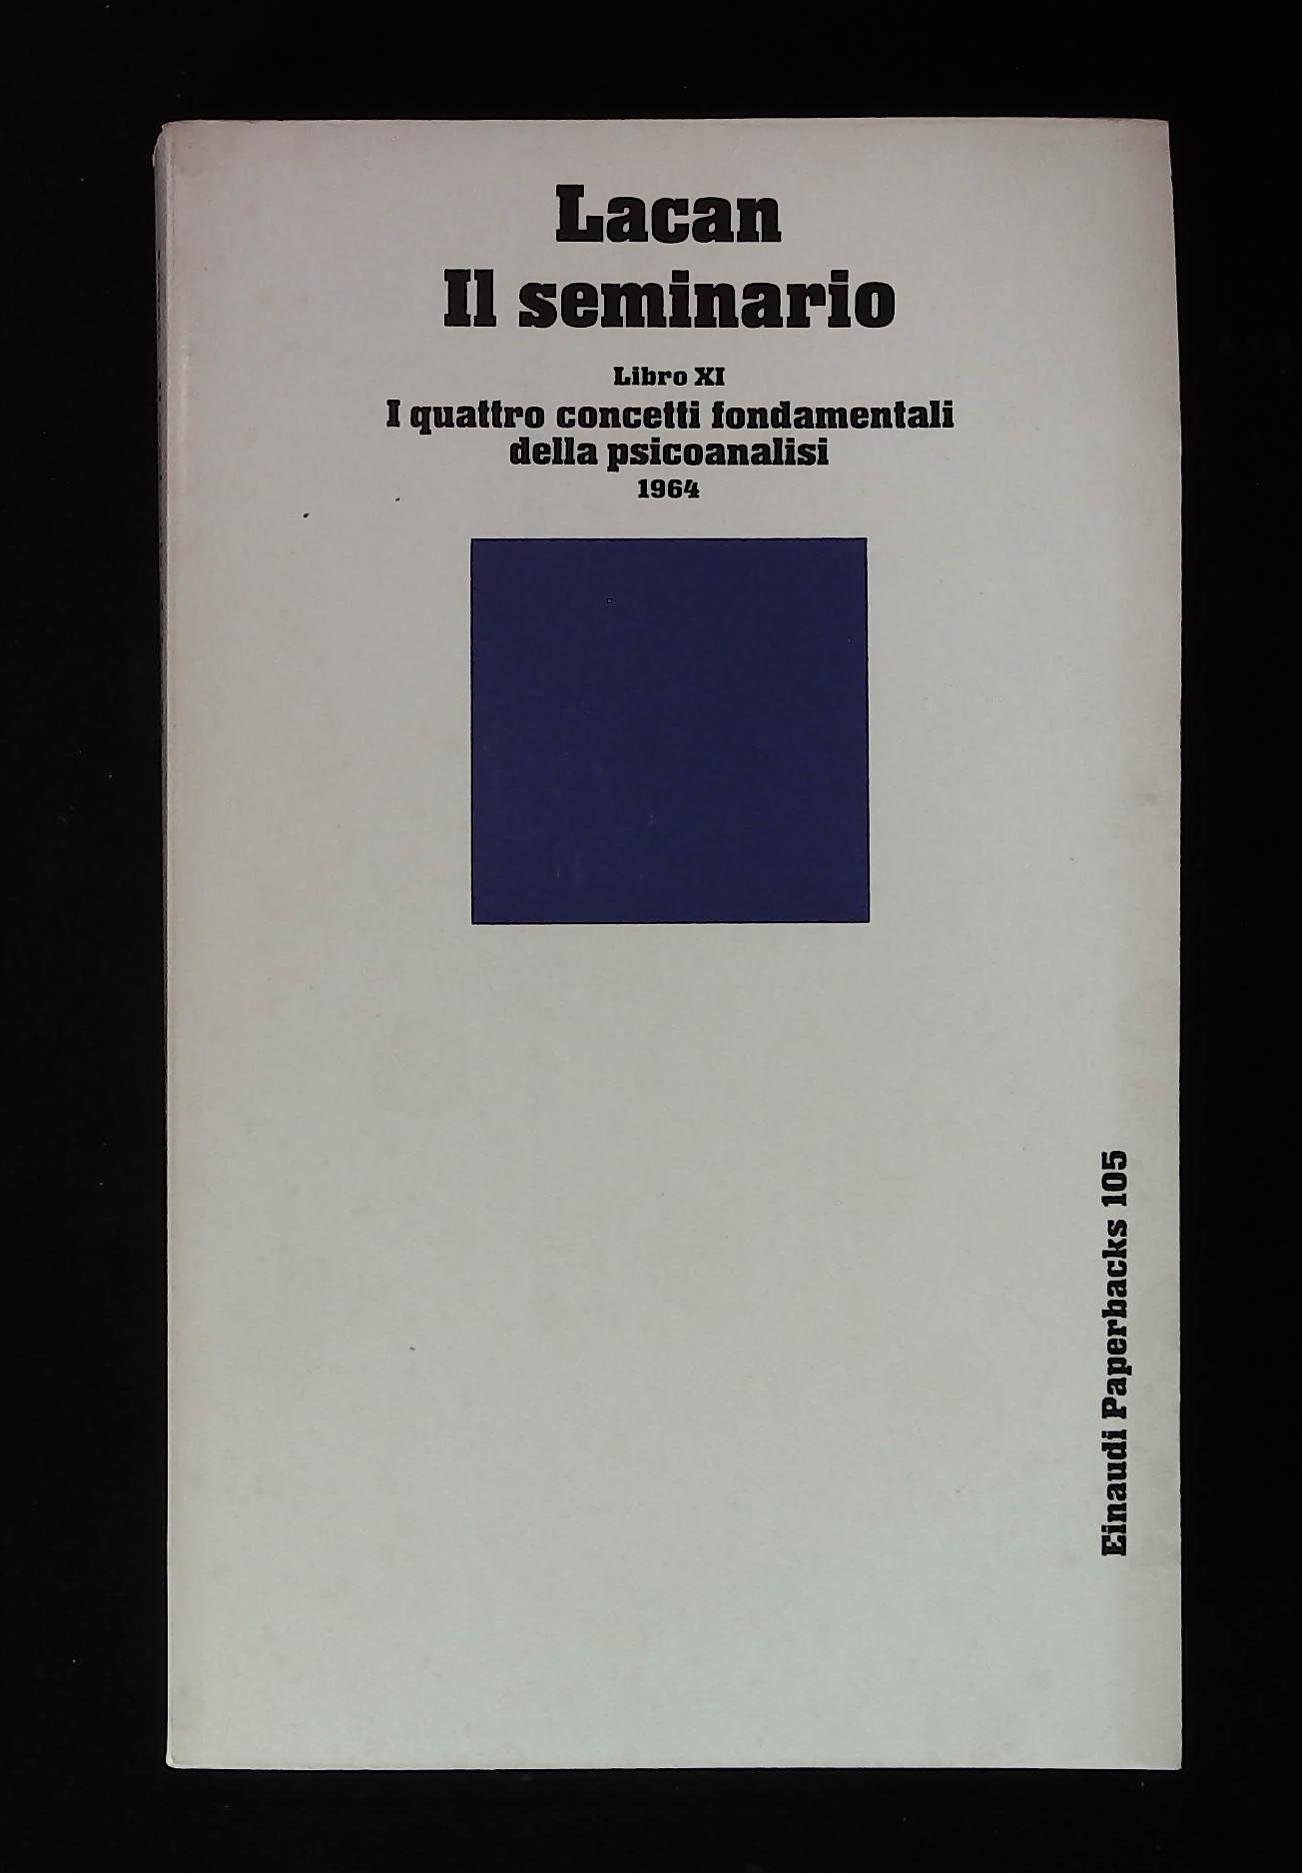 Lacan
Il seminario
Libro XI
I quattro concetti fondamentali
della psicoanalisi
1964
Einaudi Paperbacks 105